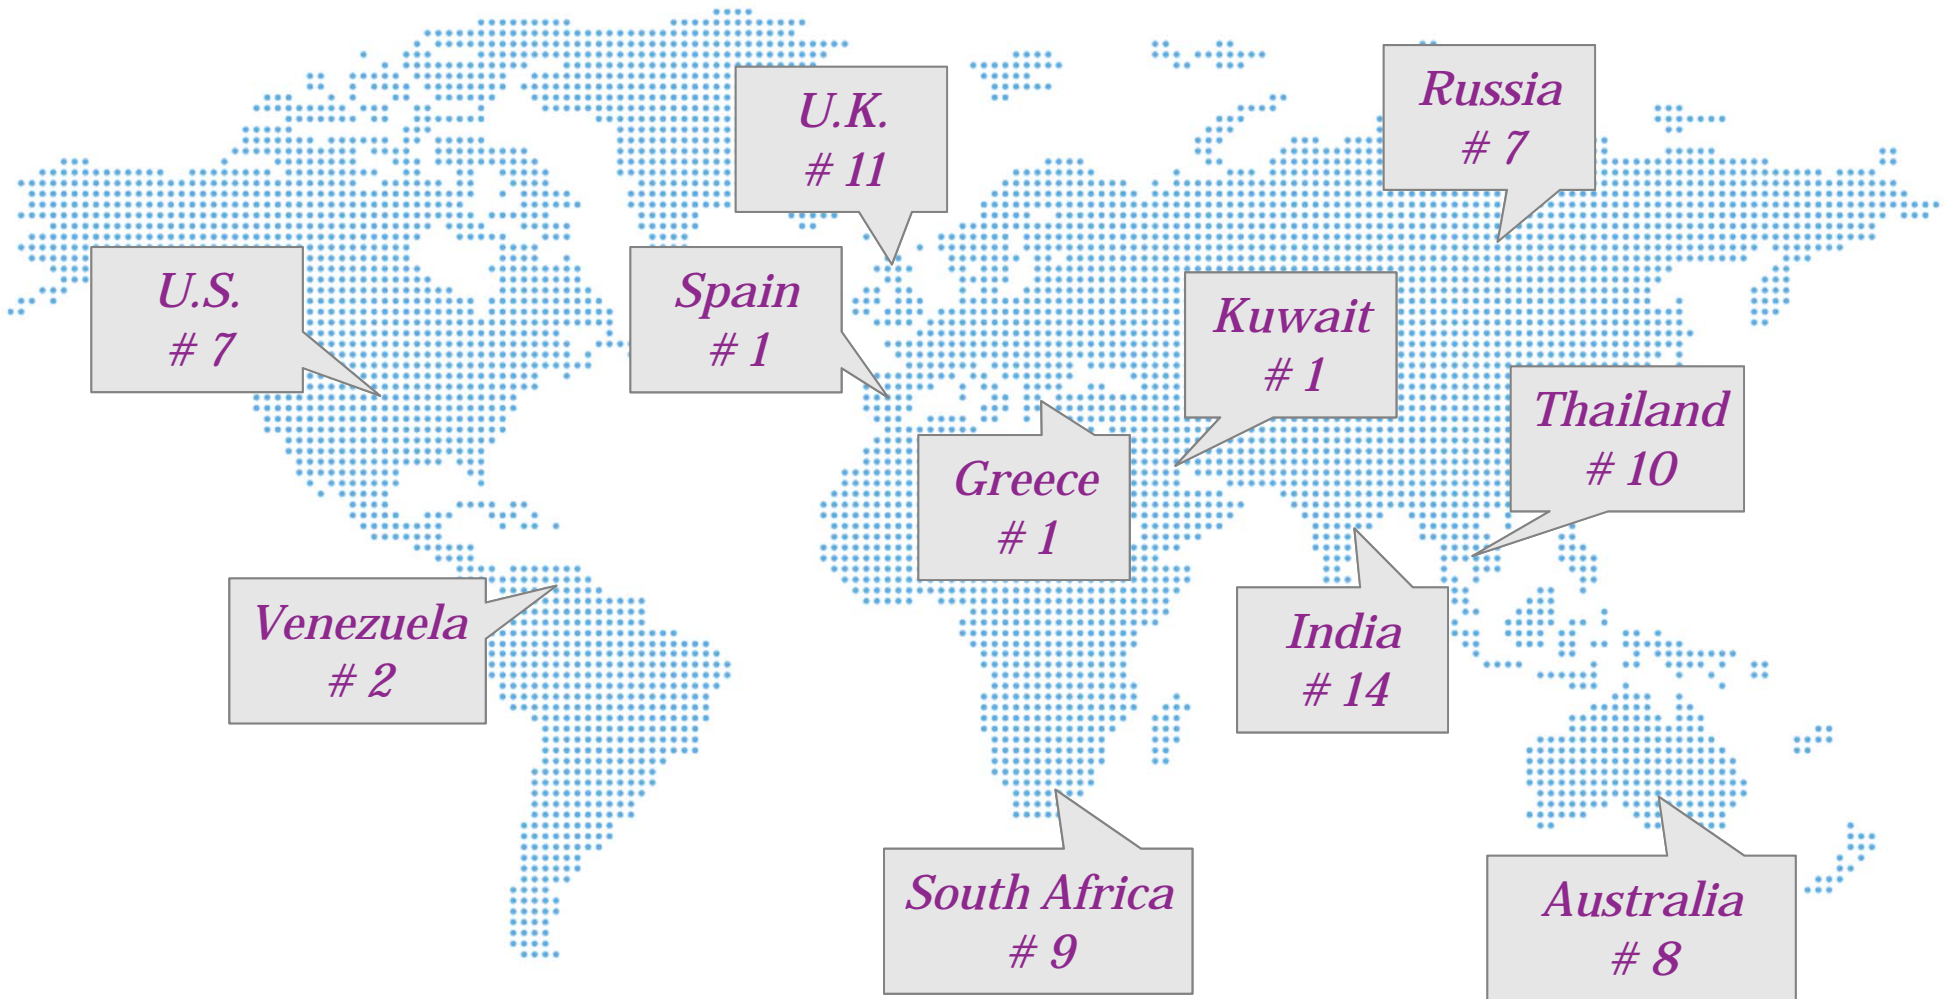 U.K.
# 11
Russia
# 7
U.S.
# 7
Spain
# 1
Kuwait
# 1
Thailand
# 10
Greece
# 1
Venezuela
# 2
India
# 14
South Africa
# 9
Australia
# 8